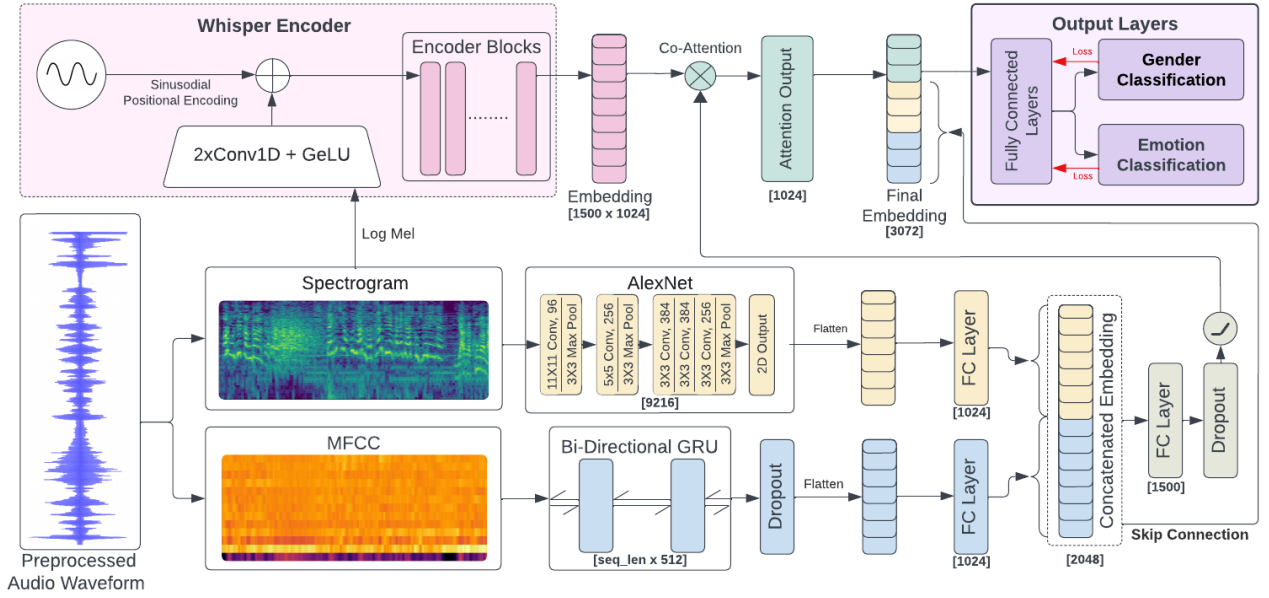 Whisper Encoder
Sinusodial
Positional Encoding
2xConv1D + GeLU
Encoder Blocks
........
Embedding
[1500 x 1024]
Co-Attention
Attention Output
[1024]
Final
Embedding
[3072]
Output Layers
Fully Connected
Layers
Loss
Gender
Classification
Loss
Emotion
Classification
Log Mel
Preprocessed
Audio Waveform
Spectrogram
AlexNet
11X11 Conv, 96
3X3 Max Pool
5x5 Conv, 256
3X3 Max Pool
3X3 Conv, 384
3X3 Conv, 384
3X3 Conv, 256
3X3 Max Pool
2D Output
[9216]
Flatten
FC Layer
[1024]
MFCC
Bi-Directional GRU
[seq_len x 512]
Dropout
Flatten
FC Layer
[1024]
Concatenated Embedding
[2048]
FC Layer
[1500]
Dropout
Skip Connection